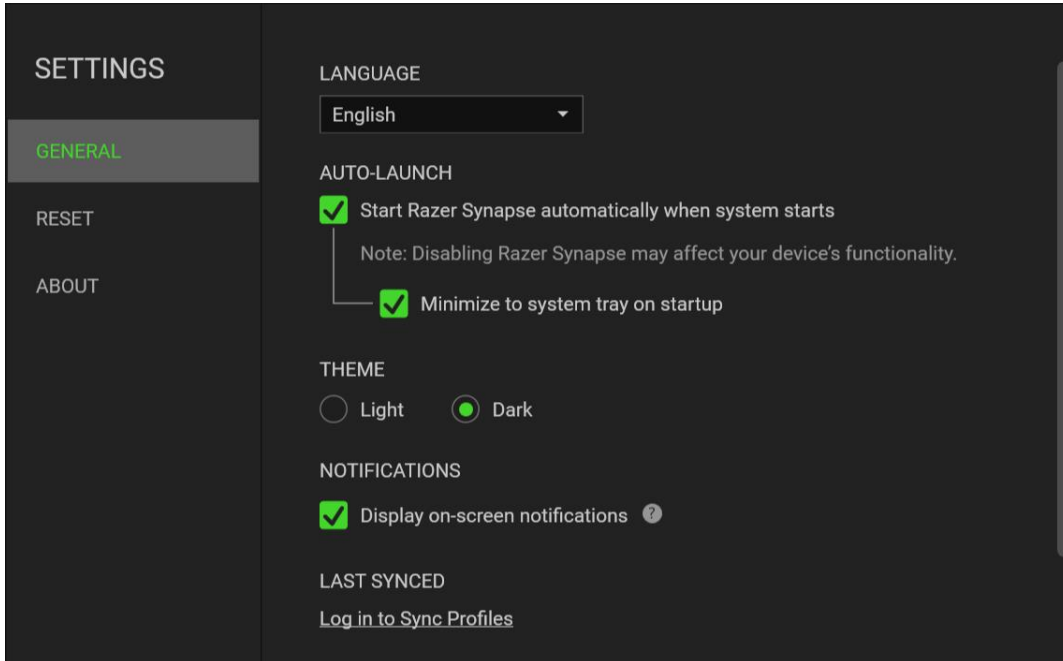 SETTINGS
GENERAL
RESET
ABOUT
LANGUAGE
English
AUTO-LAUNCH
Start Razer Synapse automatically when system starts
Note: Disabling Razer Synapse may affect your device’s functionality.
Minimize to system tray on startup
THEME
Light Dark
NOTIFICATIONS
Display on-screen notifications ?
LAST SYNCED
Log in to Sync Profiles